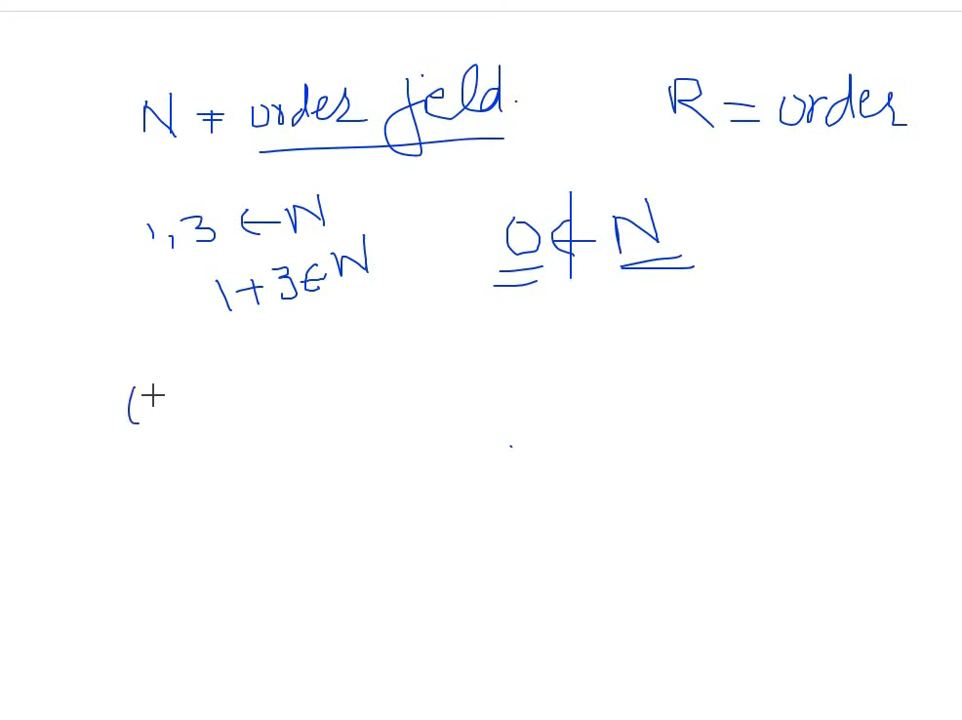 N ≠ order field. R = order
1, 3 ∈ N 0 ∉ N
1+3 ∈ N
(